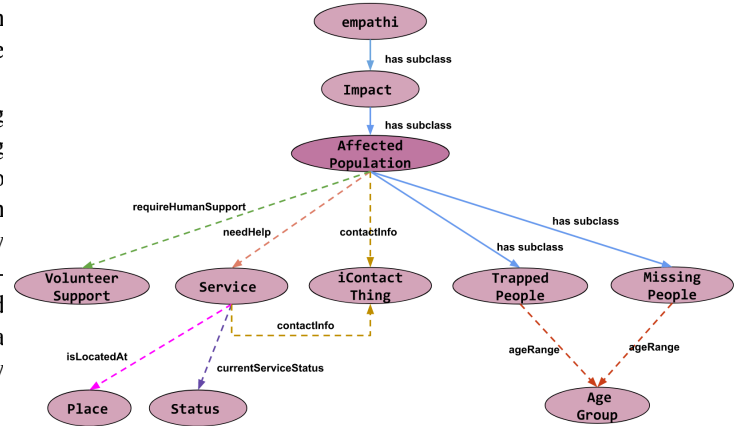 empathi
has subclass
Impact
has subclass
Affected
Population
requireHumanSupport
needHelp
contactInfo
has subclass
has subclass
Volunteer
Support
Service
iContact
Thing
Trapped
People
Missing
People
contactInfo
isLocatedAt
currentServiceStatus
ageRange
ageRange
Place
Status
Age
Group